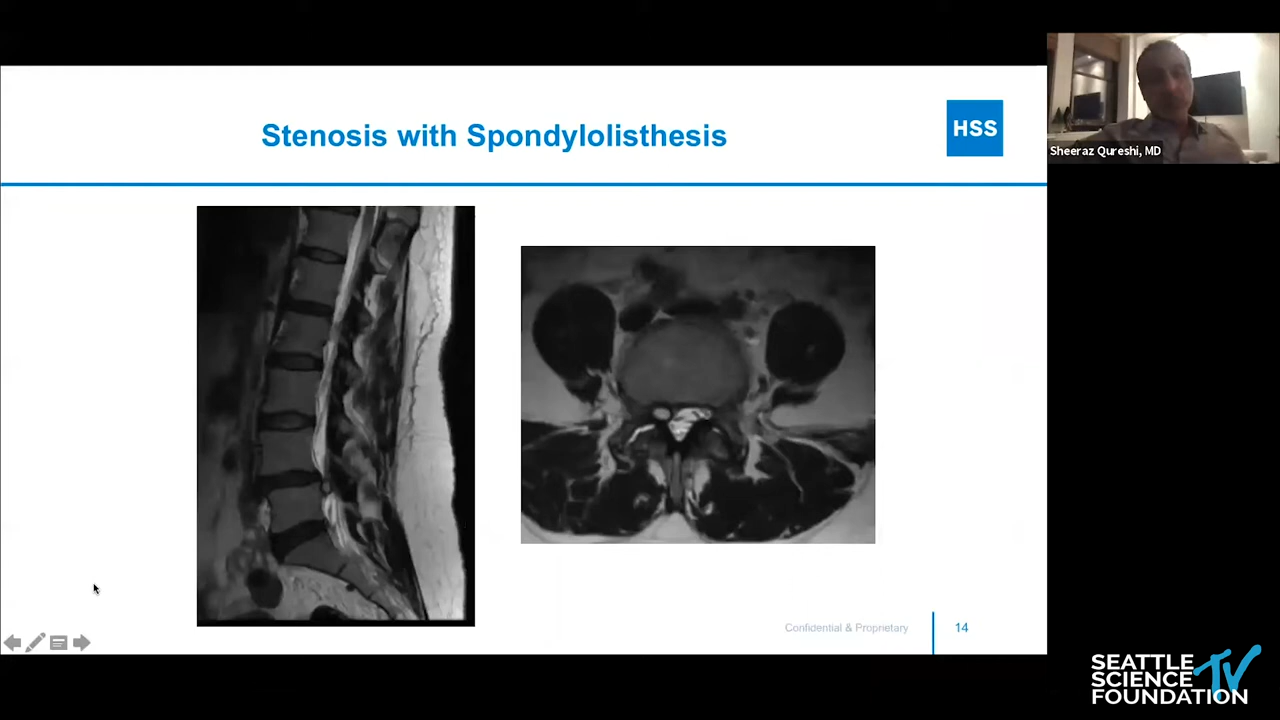 Stenosis with Spondylolisthesis
HSS
Sheeraz Qureshi, MD
Confidential & Proprietary
14
SEATTLE
SCIENCE TV
FOUNDATION